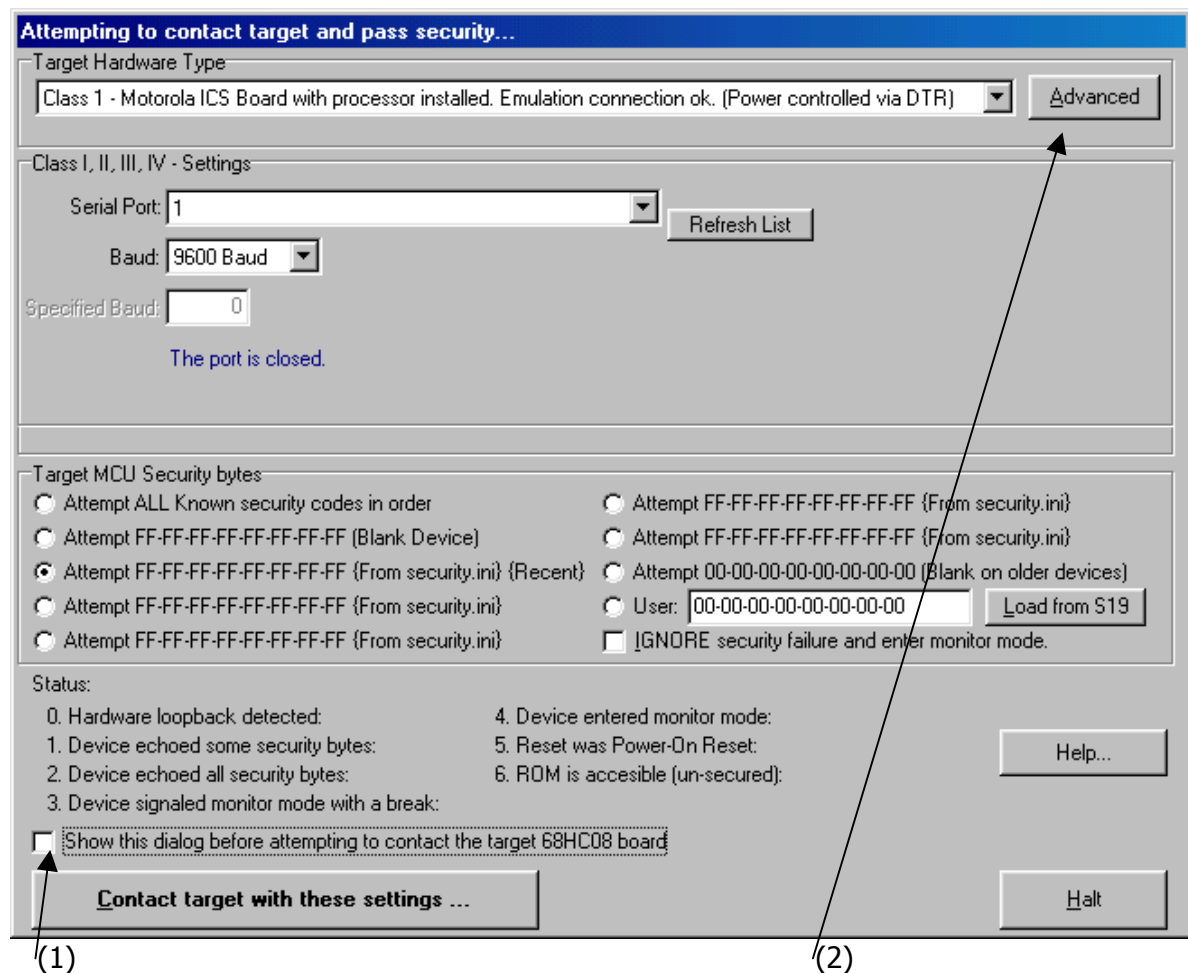 Attempting to contact target and pass security...
Target Hardware Type
Class 1 - Motorola ICS Board with processor installed. Emulation connection ok. (Power controlled via DTR)
Advanced
Class I, II, III, IV - Settings
Serial Port: 1
Refresh List
Baud: 9600 Baud
Specified Baud: 0
The port is closed.
Target MCU Security bytes
Attempt ALL Known security codes in order
Attempt FF-FF-FF-FF-FF-FF-FF-FF (Blank Device)
Attempt FF-FF-FF-FF-FF-FF-FF-FF {From security.ini} {Recent}
Attempt FF-FF-FF-FF-FF-FF-FF-FF {From security.ini}
Attempt FF-FF-FF-FF-FF-FF-FF-FF {From security.ini}
Attempt FF-FF-FF-FF-FF-FF-FF-FF {From security.ini}
Attempt FF-FF-FF-FF-FF-FF-FF-FF {From security.ini}
Attempt 00-00-00-00-00-00-00-00 (Blank on older devices)
User: 00-00-00-00-00-00-00-00
Load from S19
IGNORE security failure and enter monitor mode.
Status:
0. Hardware loopback detected:
1. Device echoed some security bytes:
2. Device echoed all security bytes:
3. Device signaled monitor mode with a break:
4. Device entered monitor mode:
5. Reset was Power-On Reset:
6. ROM is accesible (un-secured):
Help...
Show this dialog before attempting to contact the target 68HC08 board
Contact target with these settings ...
Halt
(1)
(2)